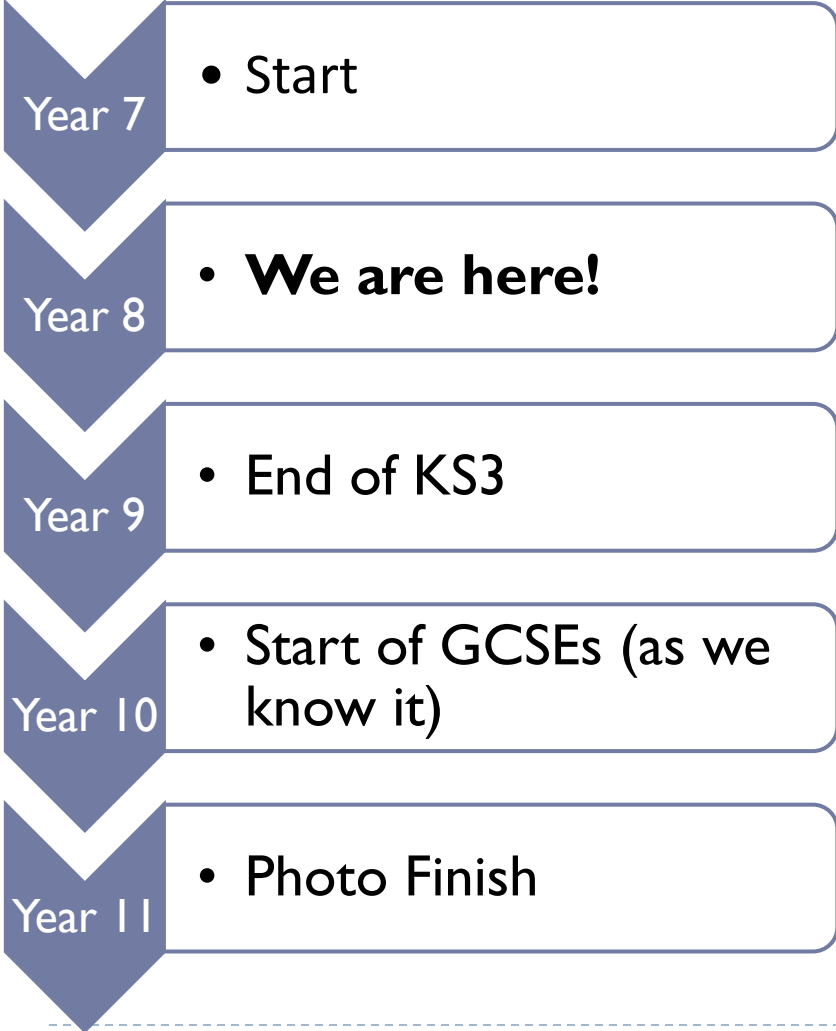 Year 7
• Start
Year 8
• We are here!
Year 9
• End of KS3
Year 10
• Start of GCSEs (as we
know it)
Year 11
• Photo Finish